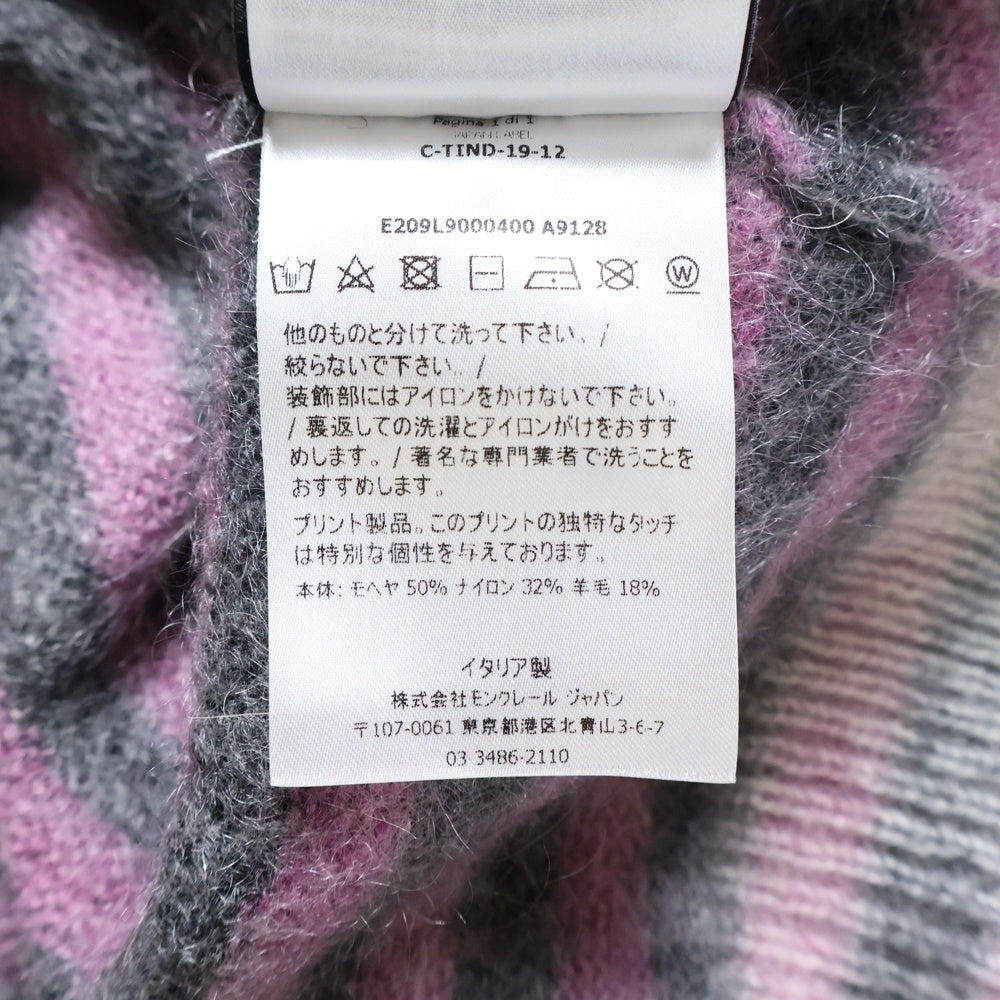 Pagina 1 di 1
JAPAN LABEL
C-TIND-19-12
E209L9000400 A9128
W
他のものと分けて洗って下さい。/
絞らないで下さい。/
装飾部にはアイロンをかけないで下さい。
/ 裏返しての洗濯とアイロンがけをおすす
めします。/ 著名な専門業者で洗うことを
おすすめします。
プリント製品。このプリントの独特なタッチ
は特別な個性を与えております。
本体: モヘヤ 50% ナイロン 32% 羊毛 18%
イタリア製
株式会社モンクレール ジャパン
〒107-0061 東京都港区北青山3-6-7
03 3486-2110